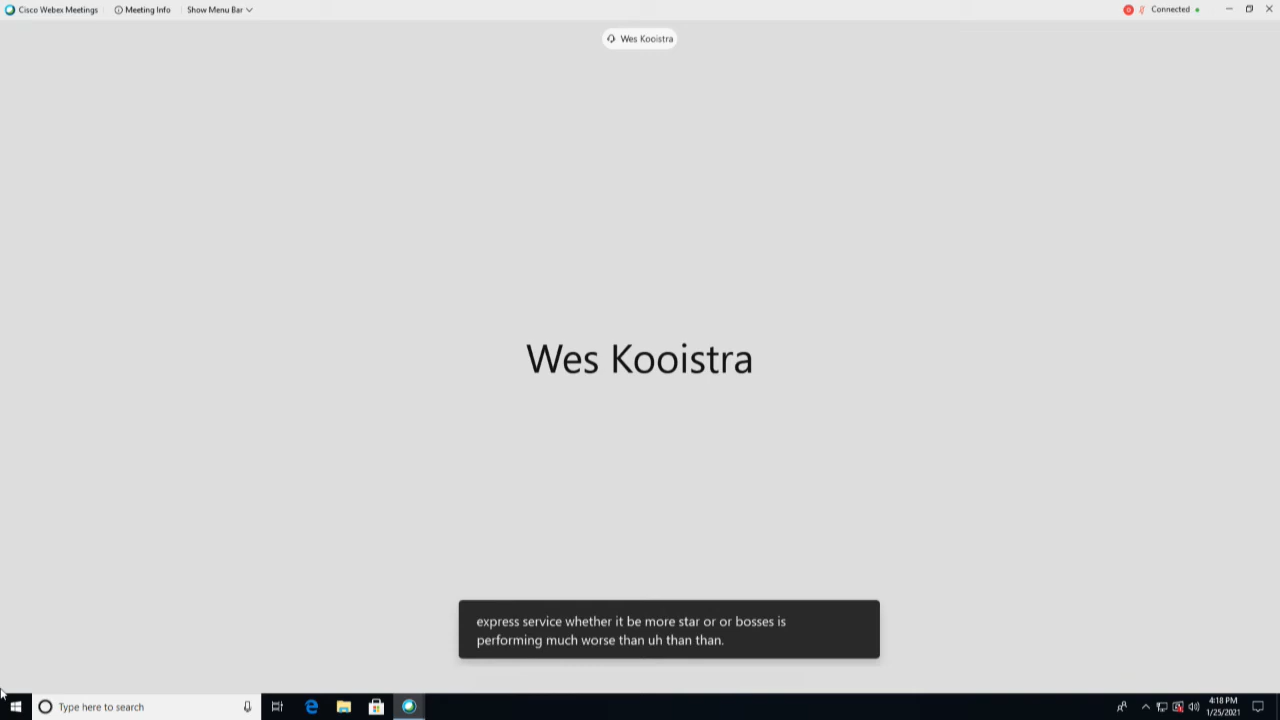 Cisco Webex Meetings
Meeting Info
Show Menu Bar
Connected
Wes Kooistra
Wes Kooistra
express service whether it be more star or or bosses is
performing much worse than uh than than.
Type here to search
4:18 PM
1/25/2021